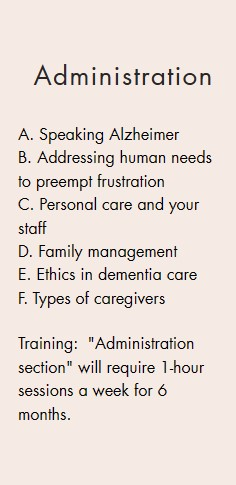 Administration
A. Speaking Alzheimer
B. Addressing human needs
to preempt frustration
C. Personal care and your
staff
D. Family management
E. Ethics in dementia care
F. Types of caregivers
Training:  "Administration
section" will require 1-hour
sessions a week for 6
months.